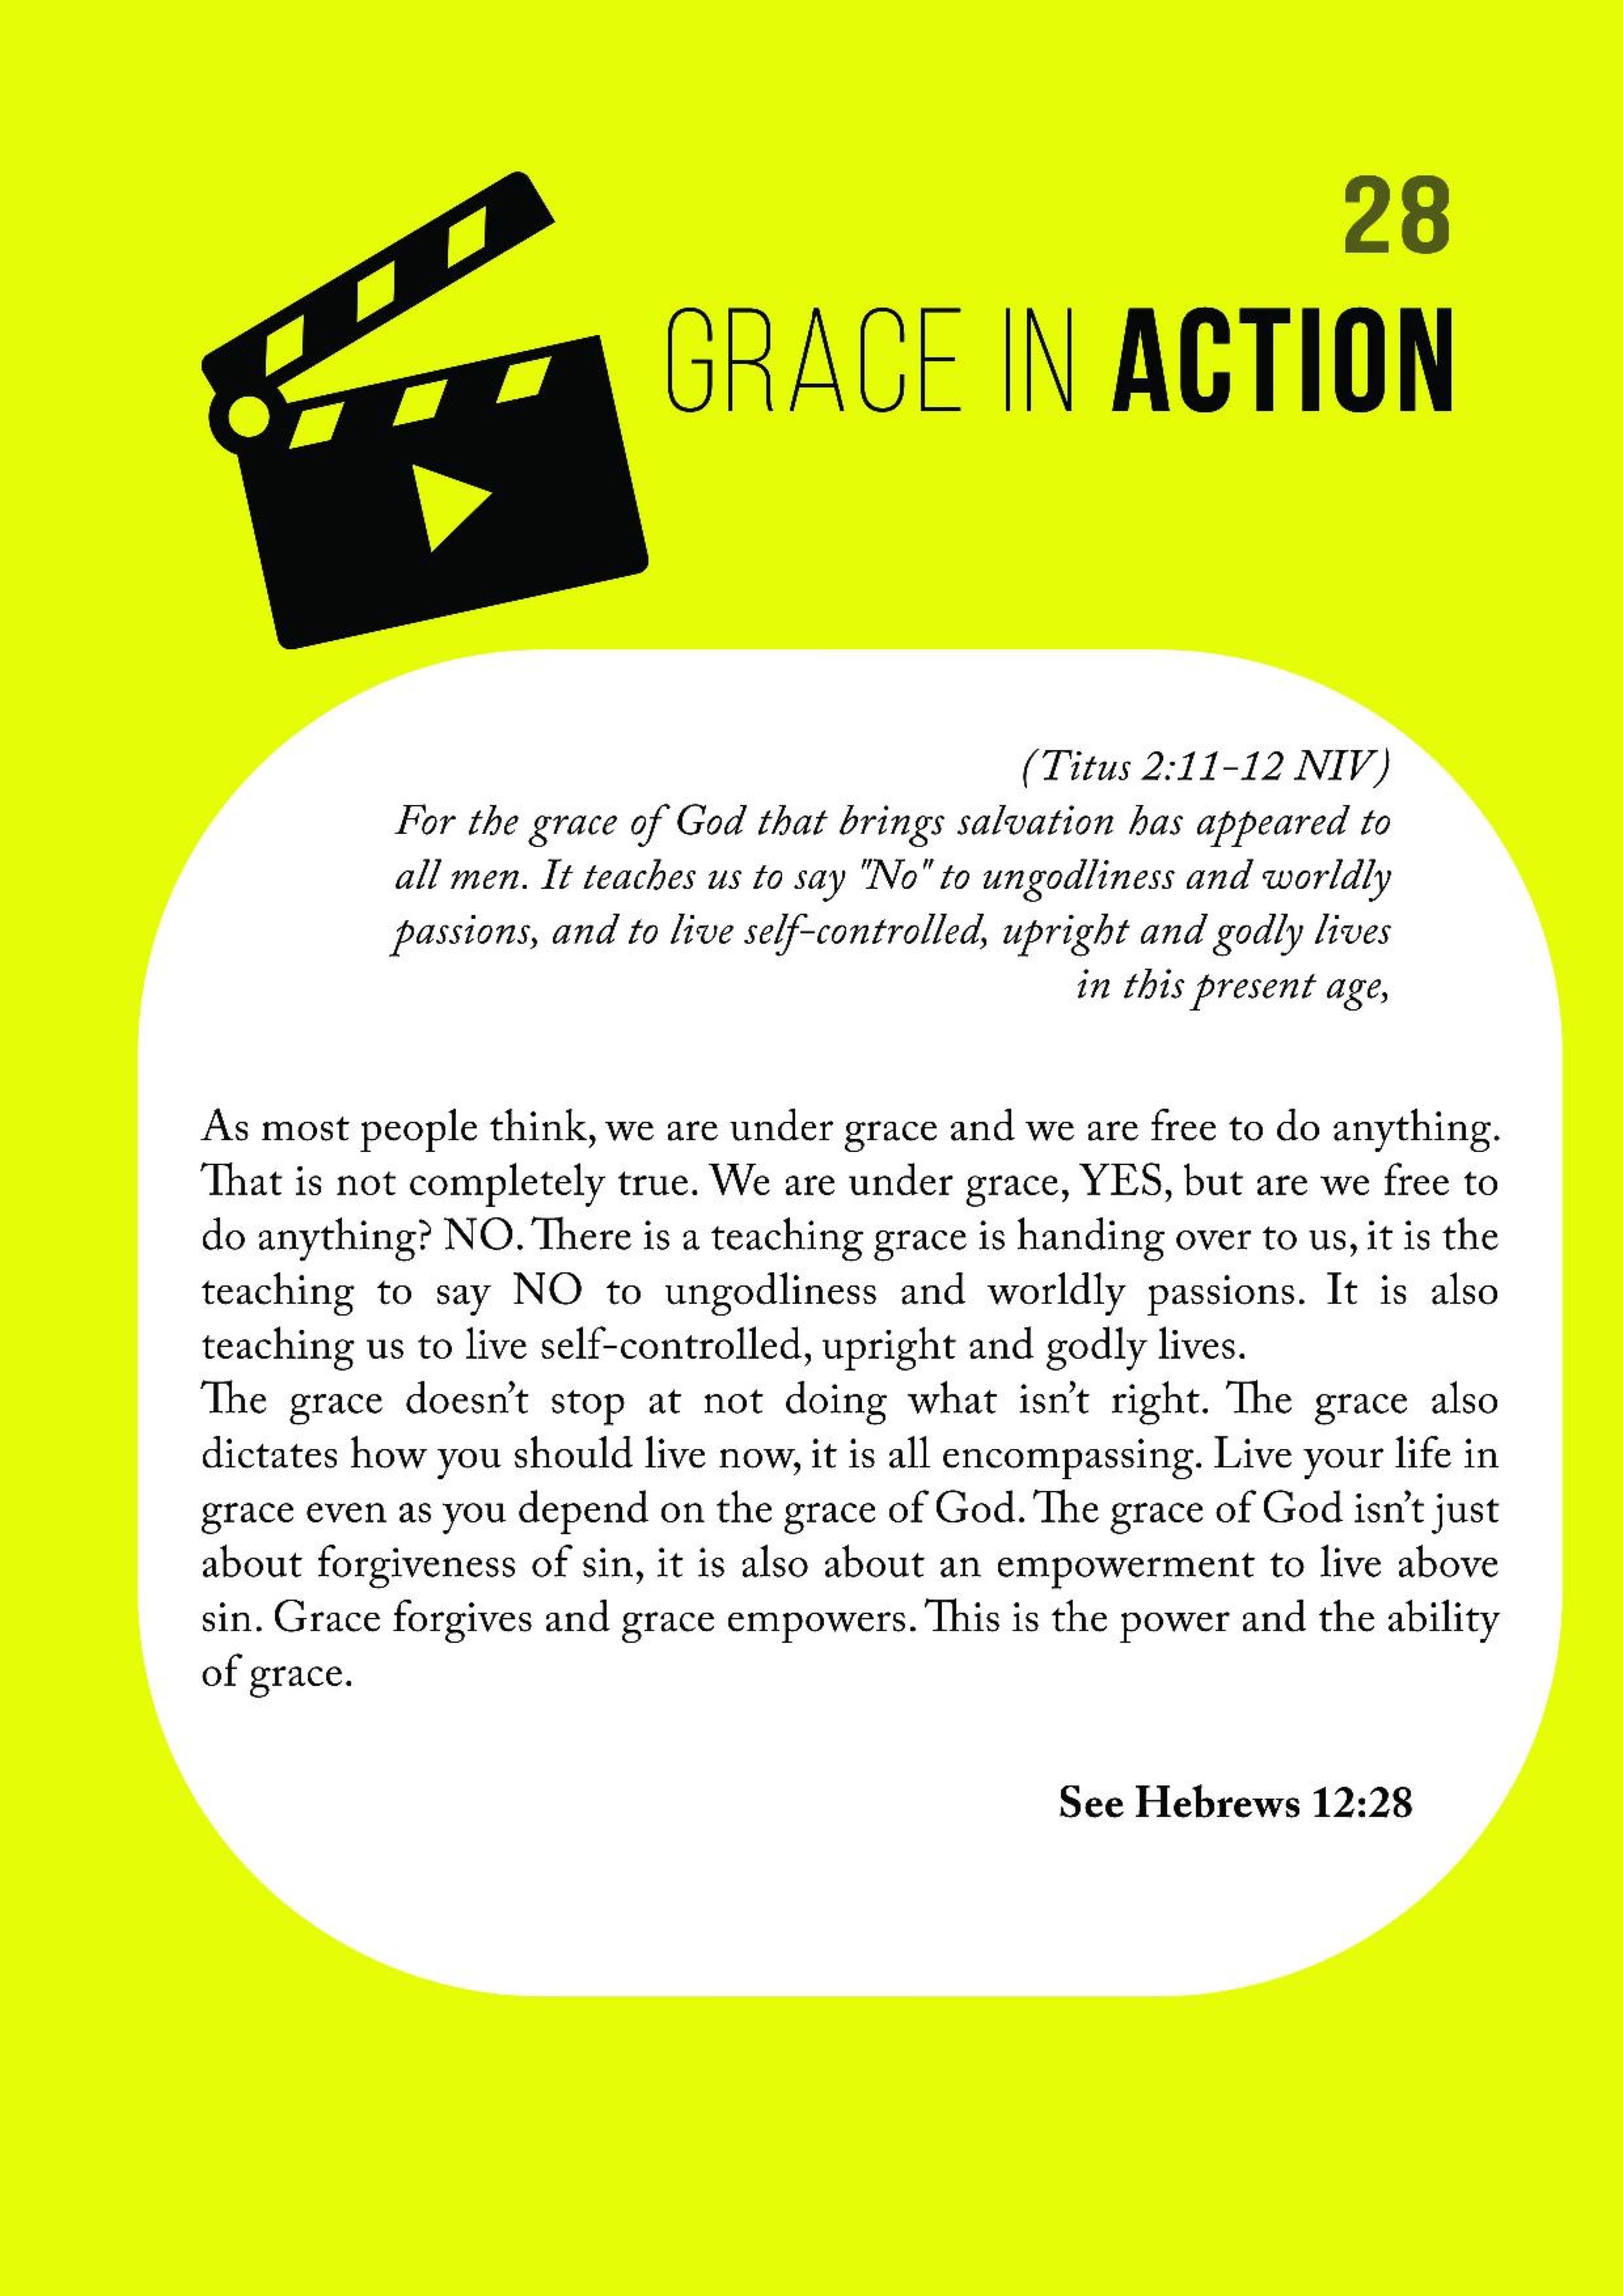 28
GRACE IN ACTION
(Titus 2:11-12 NIV)
For the grace of God that brings salvation has appeared to
all men. It teaches us to say "No" to ungodliness and worldly
passions, and to live self-controlled, upright and godly lives
in this present age,
As most people think, we are under grace and we are free to do anything.
That is not completely true. We are under grace, YES, but are we free to
do anything? NO. There is a teaching grace is handing over to us, it is the
teaching to say NO to ungodliness and worldly passions. It is also
teaching us to live self-controlled, upright and godly lives.
The grace doesn’t stop at not doing what isn’t right. The grace also
dictates how you should live now, it is all encompassing. Live your life in
grace even as you depend on the grace of God. The grace of God isn’t just
about forgiveness of sin, it is also about an empowerment to live above
sin. Grace forgives and grace empowers. This is the power and the ability
of grace.
See Hebrews 12:28